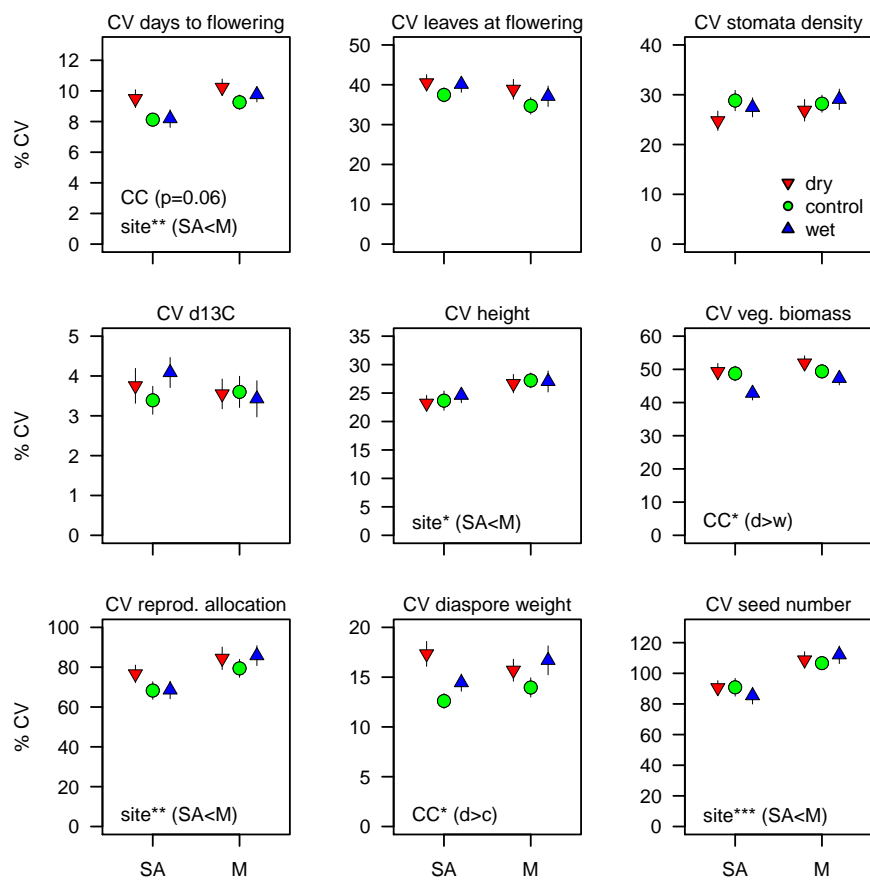 CV days to flowering
CV leaves at flowering
CV stomata density
% CV
12
10
8
6
4
2
0
CC (p=0.06)
site** (SA<M)
50
40
30
20
10
0
40
30
20
10
0
dry
control
wet
CV d13C
CV height
CV veg. biomass
% CV
5
4
3
2
1
0
35
30
25
20
15
10
5
0
site* (SA<M)
60
50
40
30
20
10
0
CC* (d>w)
CV reprod. allocation
CV diaspore weight
CV seed number
% CV
100
80
60
40
20
0
site** (SA<M)
20
15
10
5
0
CC* (d>c)
120
100
80
60
40
20
0
site*** (SA<M)
SA M
SA M
SA M